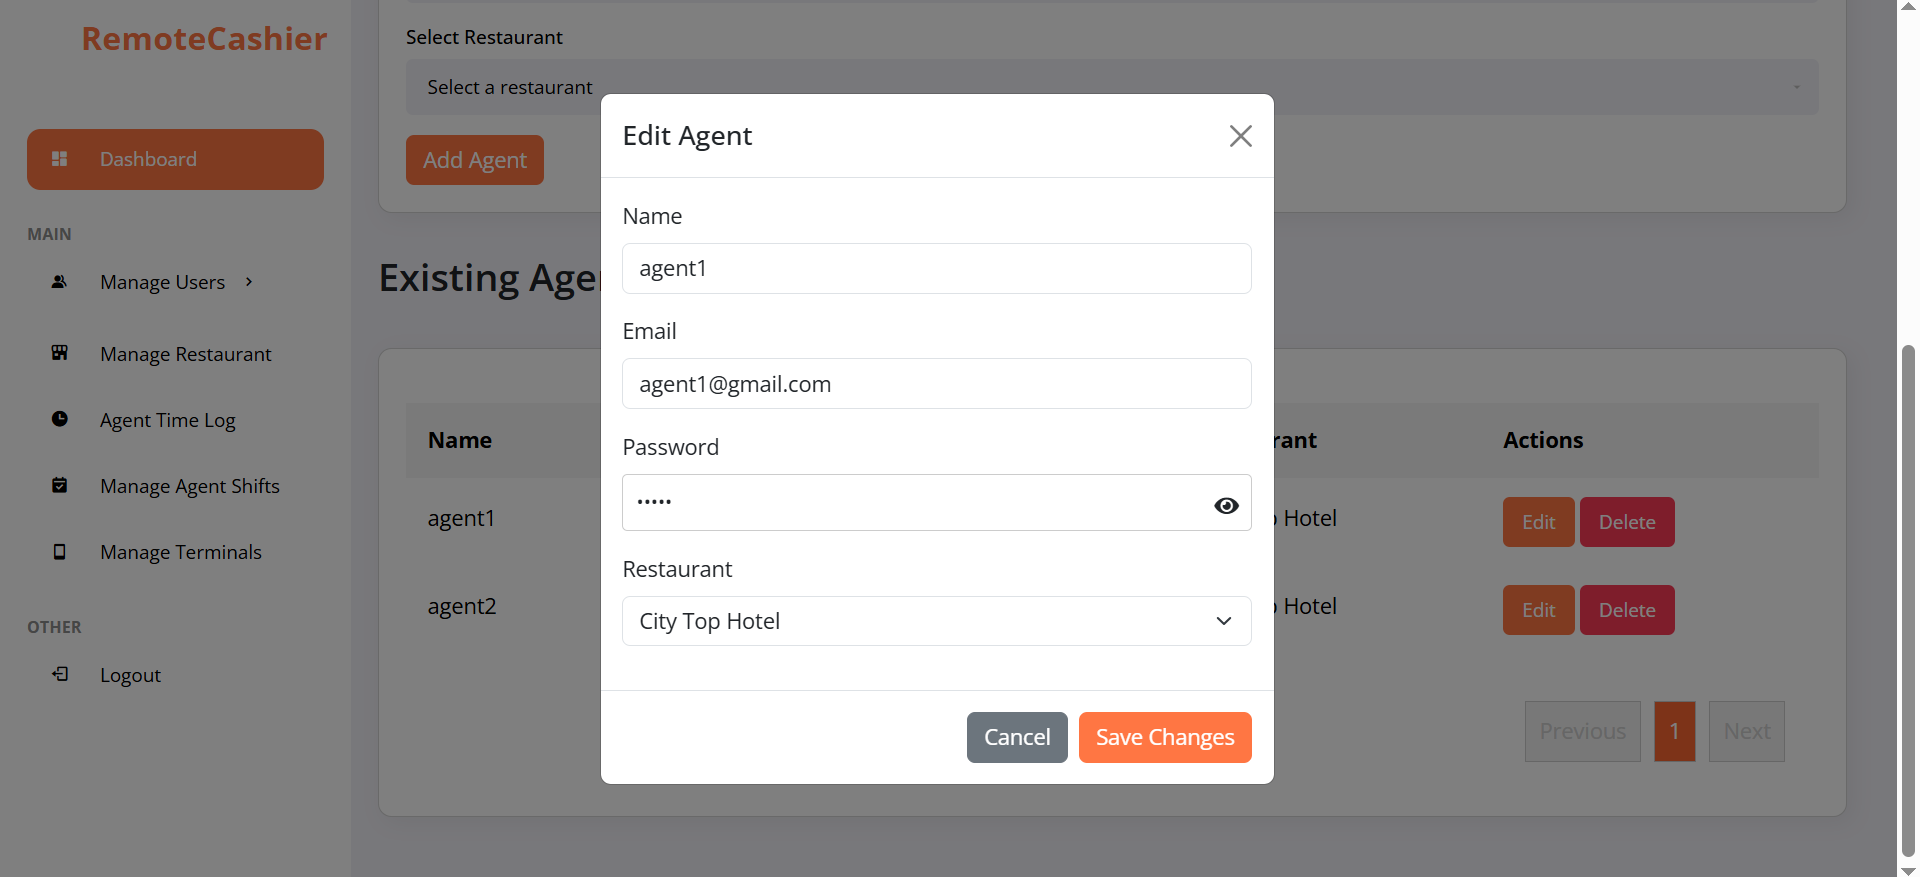 RemoteCashier
Dashboard
MAIN
Manage Users
Manage Restaurant
Agent Time Log
Manage Agent Shifts
Manage Terminals
OTHER
Logout
Select Restaurant
Select a restaurant
Add Agent
Existing Age
Name rant Actions
agent1 Hotel Edit Delete
agent2 Hotel Edit Delete
Previous 1 Next
Edit Agent
Name
agent1
Email
agent1@gmail.com
Password
•••••
Restaurant
City Top Hotel
Cancel Save Changes